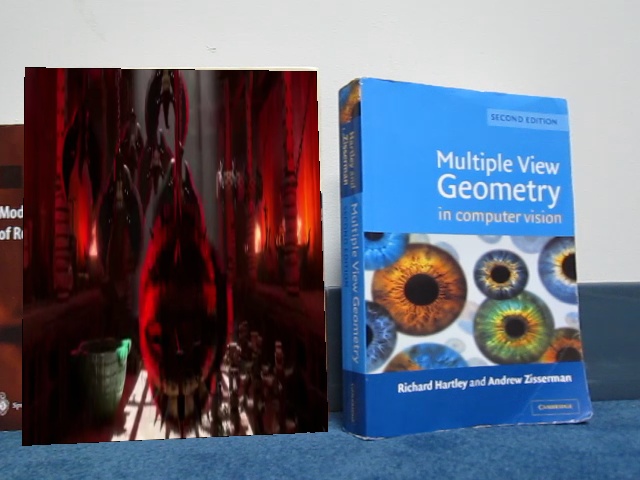 Mod
of R
SECOND EDITION
Multiple View
Geometry
in computer vision
Richard Hartley and Andrew Zisserman
CAMBRIDGE
Hartley and
Zisserman
Multiple View Geometry